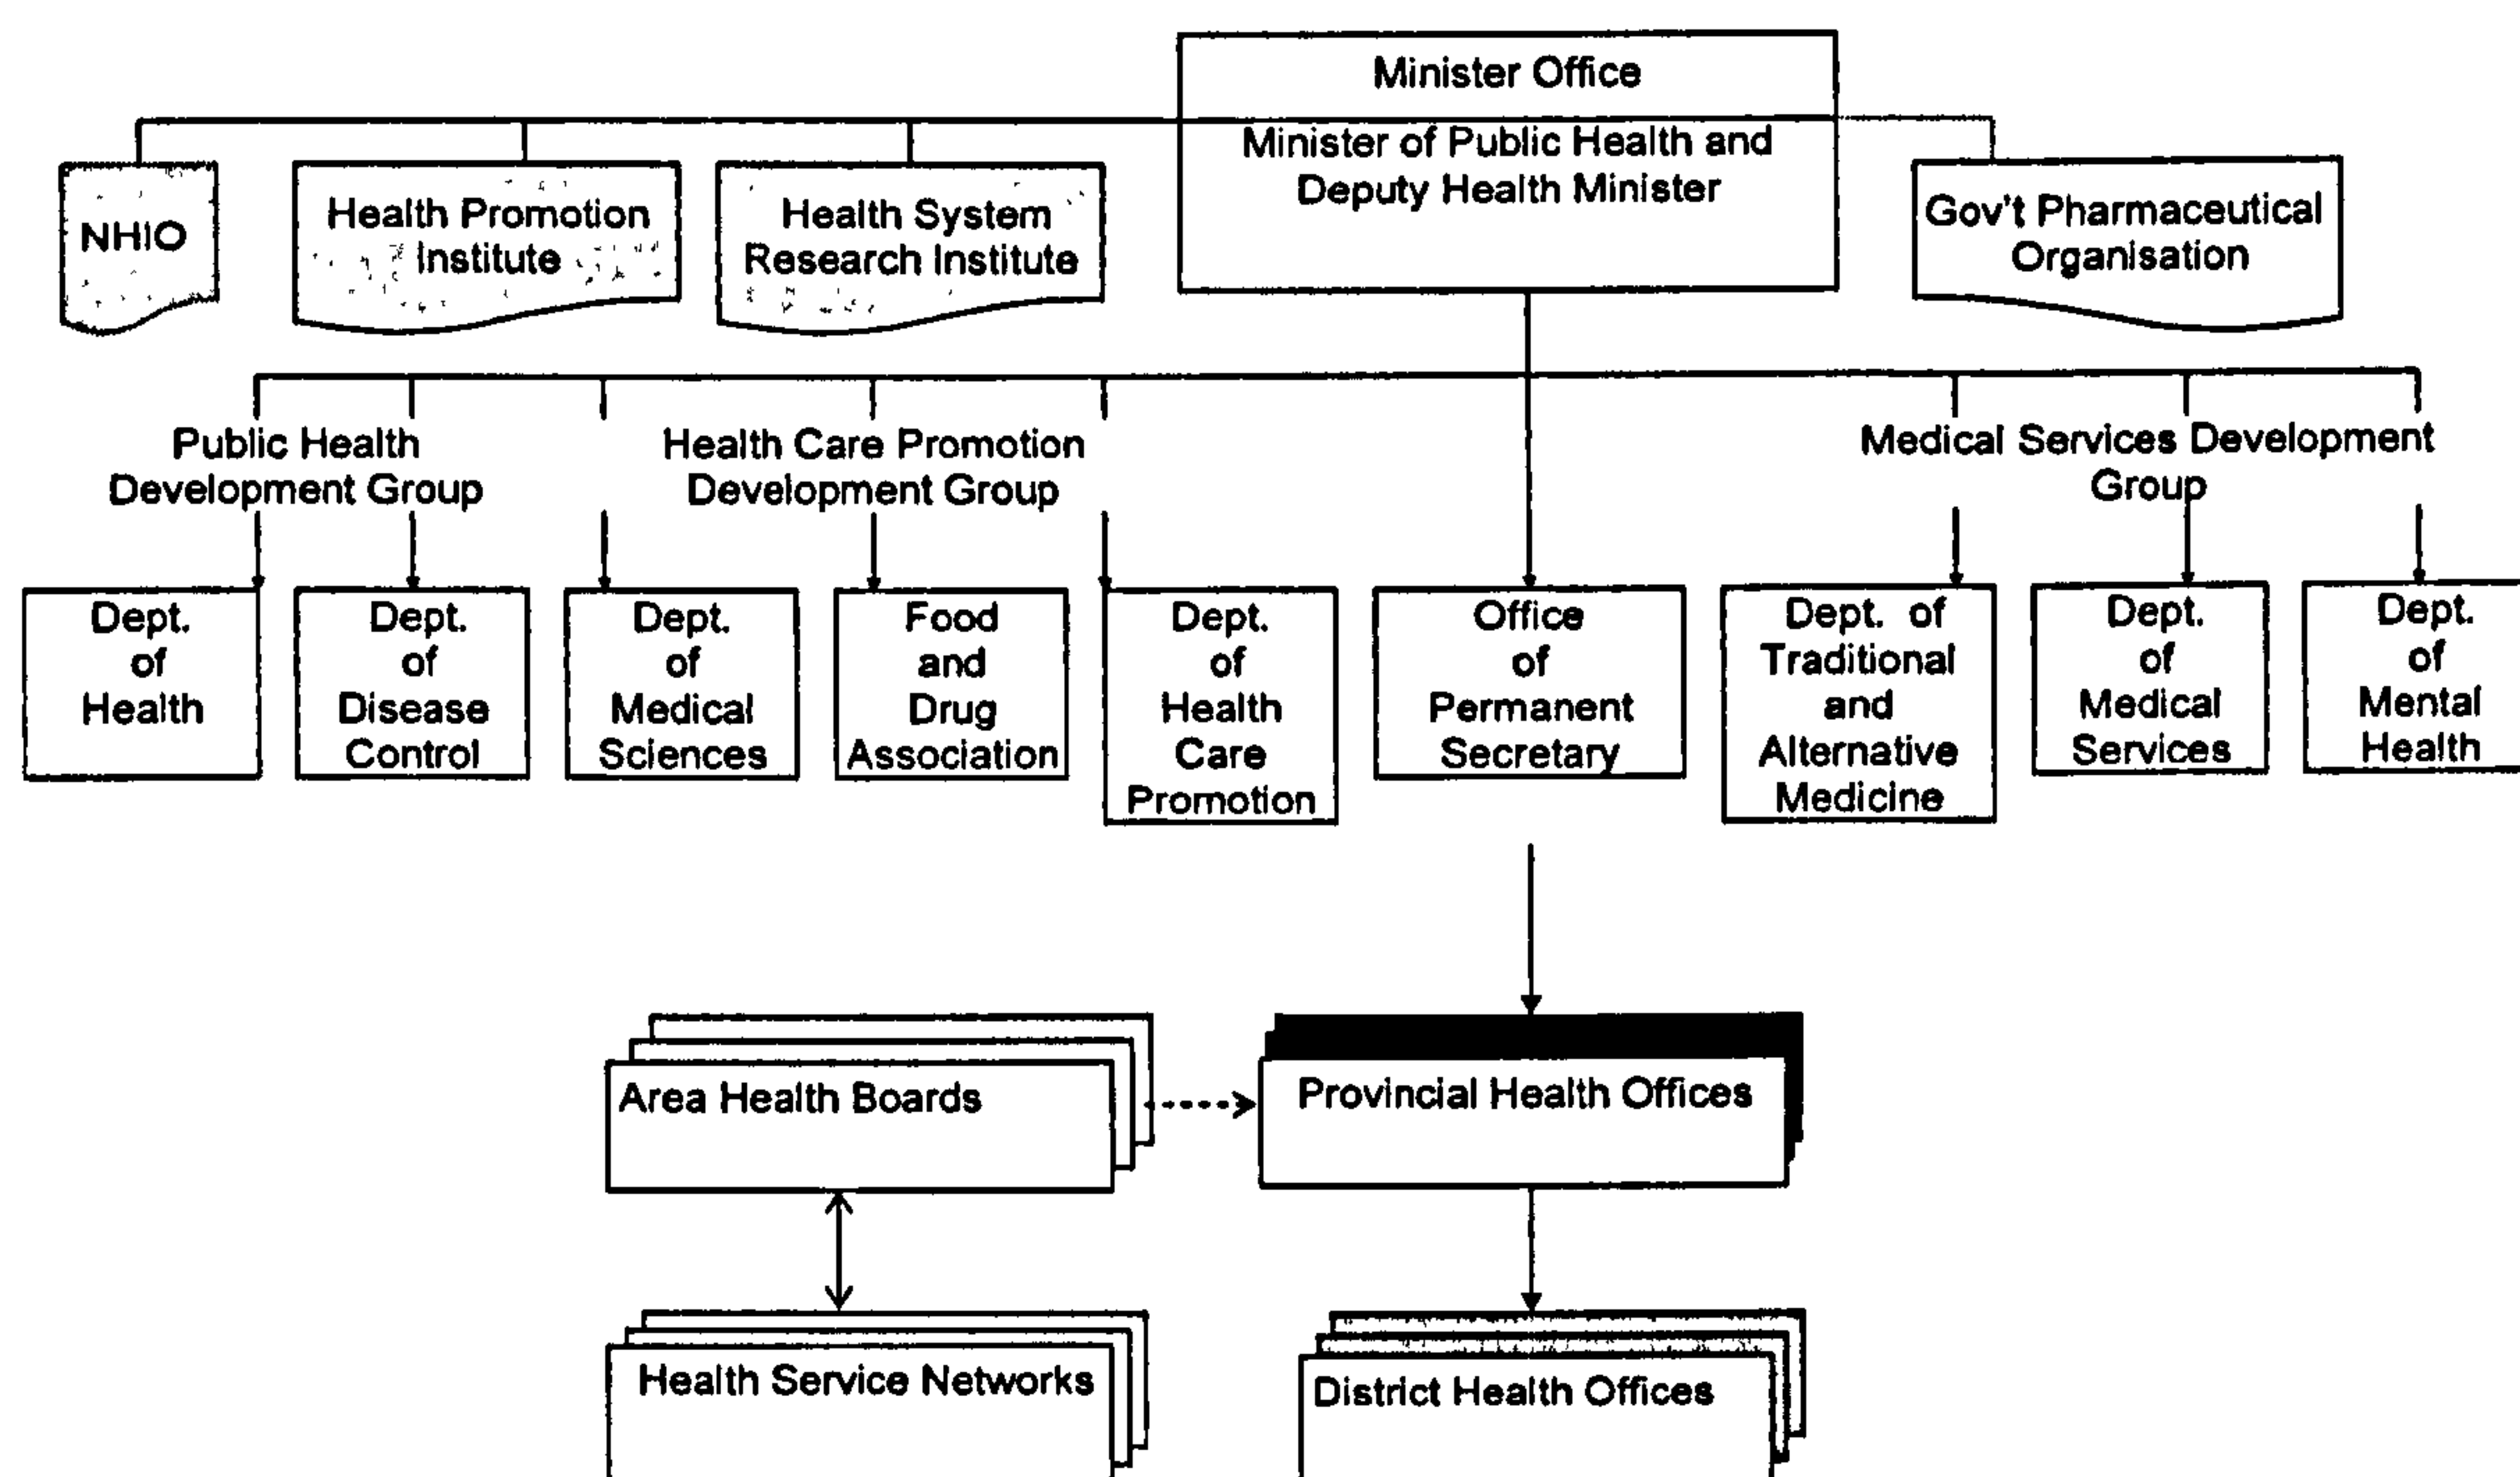 Minister Office
Minister of Public Health and
Deputy Health Minister
NHIO
Health Promotion
Institute
Health System
Research Institute
Gov't Pharmaceutical
Organisation
Public Health
Development Group
Health Care Promotion
Development Group
Medical Services Development
Group
Dept.
of
Health
Dept.
of
Disease
Control
Dept.
of
Medical
Sciences
Food
and
Drug
Association
Dept.
of
Health
Care
Promotion
Office
of
Permanent
Secretary
Dept. of
Traditional
and
Alternative
Medicine
Dept.
of
Medical
Services
Dept.
of
Mental
Health
Area Health Boards
Provincial Health Offices
Health Service Networks
District Health Offices